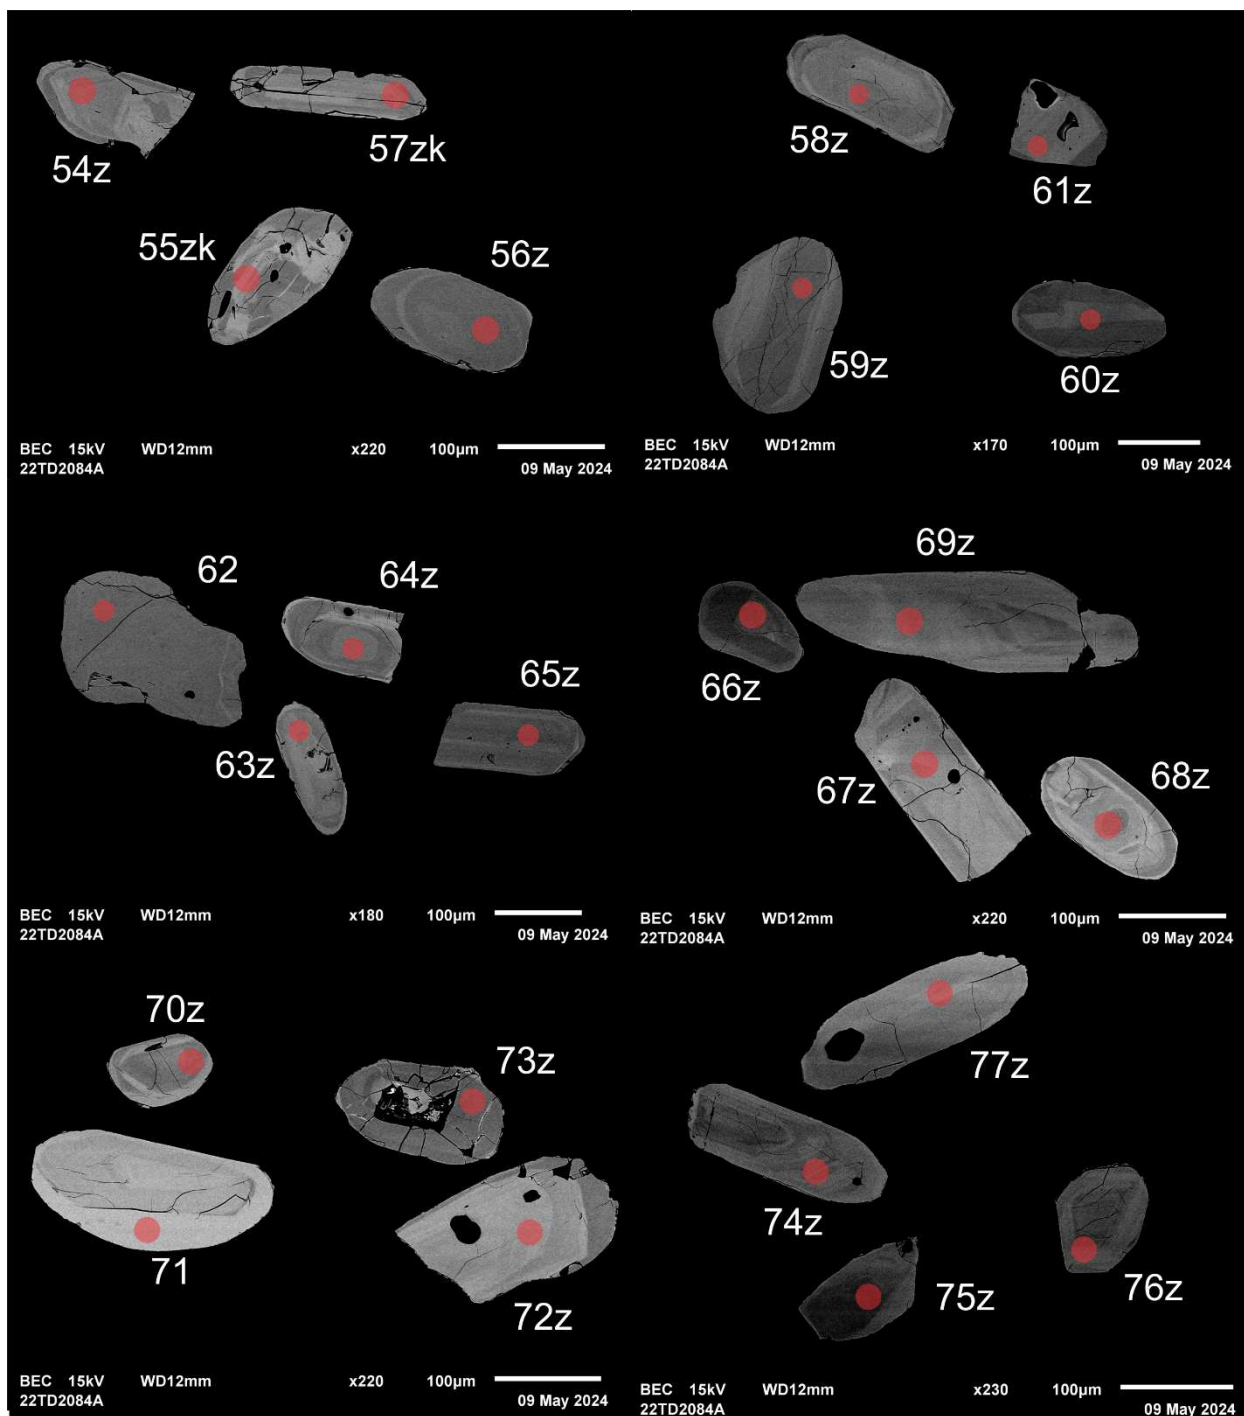 54z
57zk
55zk
56z
BEC 15kV WD12mm x220 100µm
22TD2084A 09 May 2024
58z
61z
59z
60z
BEC 15kV WD12mm x170 100µm
22TD2084A 09 May 2024
62
64z
65z
63z
BEC 15kV WD12mm x180 100µm
22TD2084A 09 May 2024
69z
66z
67z
68z
BEC 15kV WD12mm x220 100µm
22TD2084A 09 May 2024
70z
73z
71
72z
BEC 15kV WD12mm x220 100µm
22TD2084A 09 May 2024
77z
74z
75z
76z
BEC 15kV WD12mm x230 100µm
22TD2084A 09 May 2024